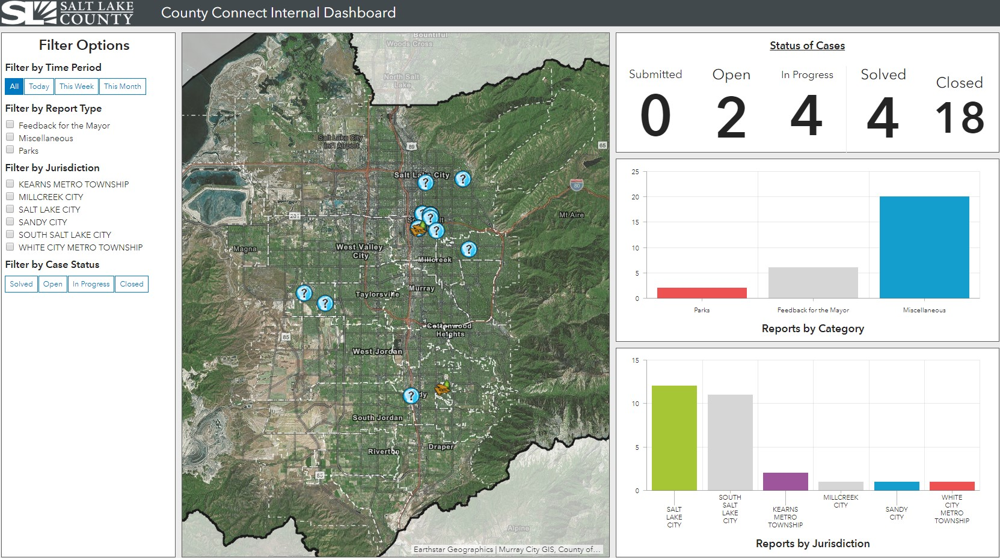 SL SALT LAKE
COUNTY
County Connect Internal Dashboard
Filter Options
Filter by Time Period
All Today This Week This Month
Filter by Report Type
Feedback for the Mayor
Miscellaneous
Parks
Filter by Jurisdiction
KEARNS METRO TOWNSHIP
MILLCREEK CITY
SALT LAKE CITY
SANDY CITY
SOUTH SALT LAKE CITY
WHITE CITY METRO TOWNSHIP
Filter by Case Status
Solved Open In Progress Closed
Bountiful
Woods Cross
North Salt
Lake
Salt Lake City
Int'l Airport
89
65
Salt Lake City
?
?
80
201
Mt Aire
?
?
?
Magna
West Valley
City
?
Millcreek
Murray
Taylorsville
?
?
Cottonwood
Heights
85
West Jordan
?
dy
South Jordan
Draper
Riverton
85
Alpine
Earthstar Geographics | Murray City GIS, County of...
Status of Cases
Submitted Open In Progress Solved Closed
0 2 4 4 18
25
20
15
10
5
0
Parks Feedback for the Mayor Miscellaneous
Reports by Category
15
10
5
0
SALT
LAKE
CITY
SOUTH
SALT
LAKE
CITY
KEARNS
METRO
TOWNSHIP
MILLCREEK
CITY
SANDY
CITY
WHITE
CITY
METRO
TOWNSHIP
Reports by Jurisdiction